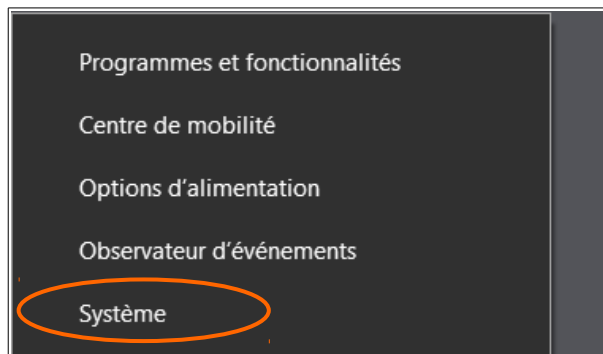 Programmes et fonctionnalités
Centre de mobilité
Options d'alimentation
Observateur d'événements
Système